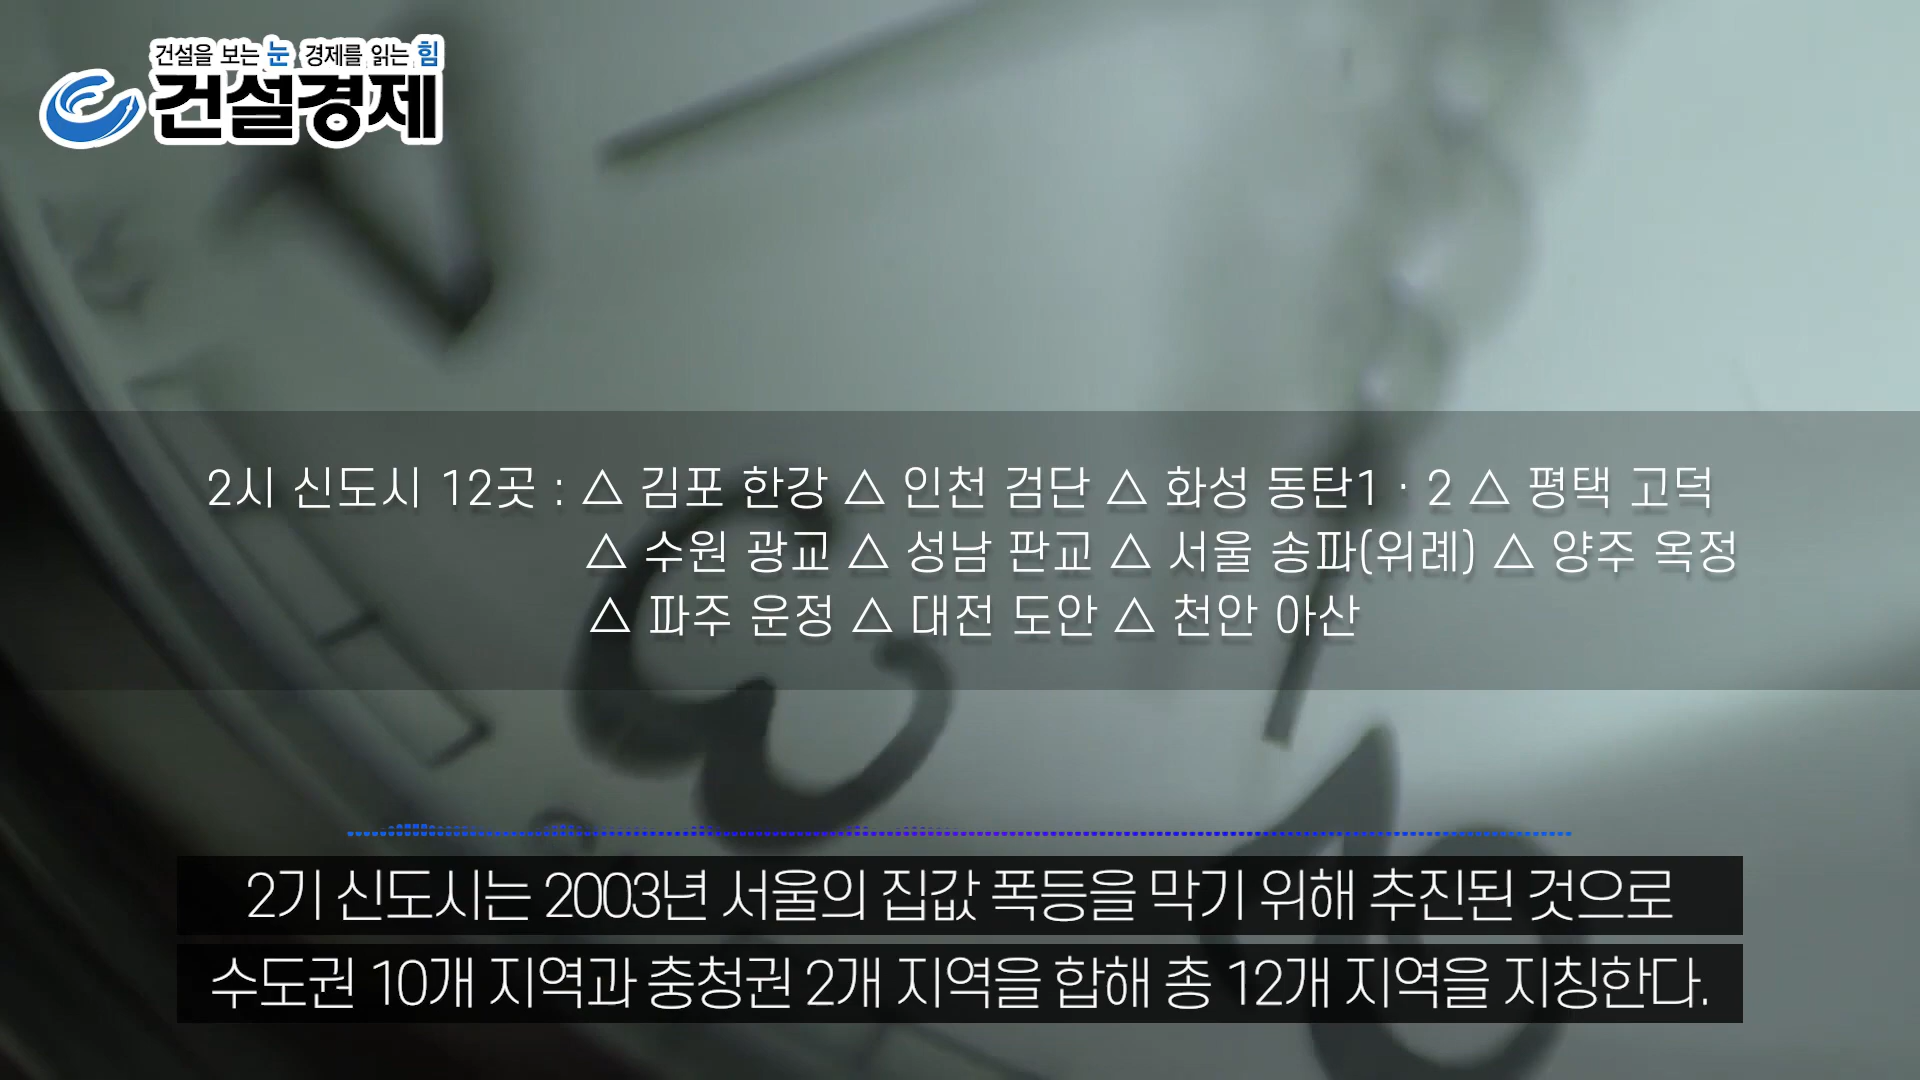 건설을 보는 눈 경제를 읽는 힘
건설경제
2시 신도시 12곳 : △ 김포 한강 △ 인천 검단 △ 화성 동탄1 · 2 △ 평택 고덕
△ 수원 광교 △ 성남 판교 △ 서울 송파(위례) △ 양주 옥정
△ 파주 운정 △ 대전 도안 △ 천안 아산
3
2
2기 신도시는 2003년 서울의 집값 폭등을 막기 위해 추진된 것으로
수도권 10개 지역과 충청권 2개 지역을 합해 총 12개 지역을 지칭한다.